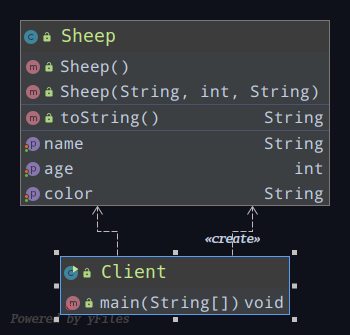 Sheep
Sheep()
Sheep(String, int, String)
toString() String
name String
age int
color String
«create»
Client
main(String[]) void
Powered by yFiles